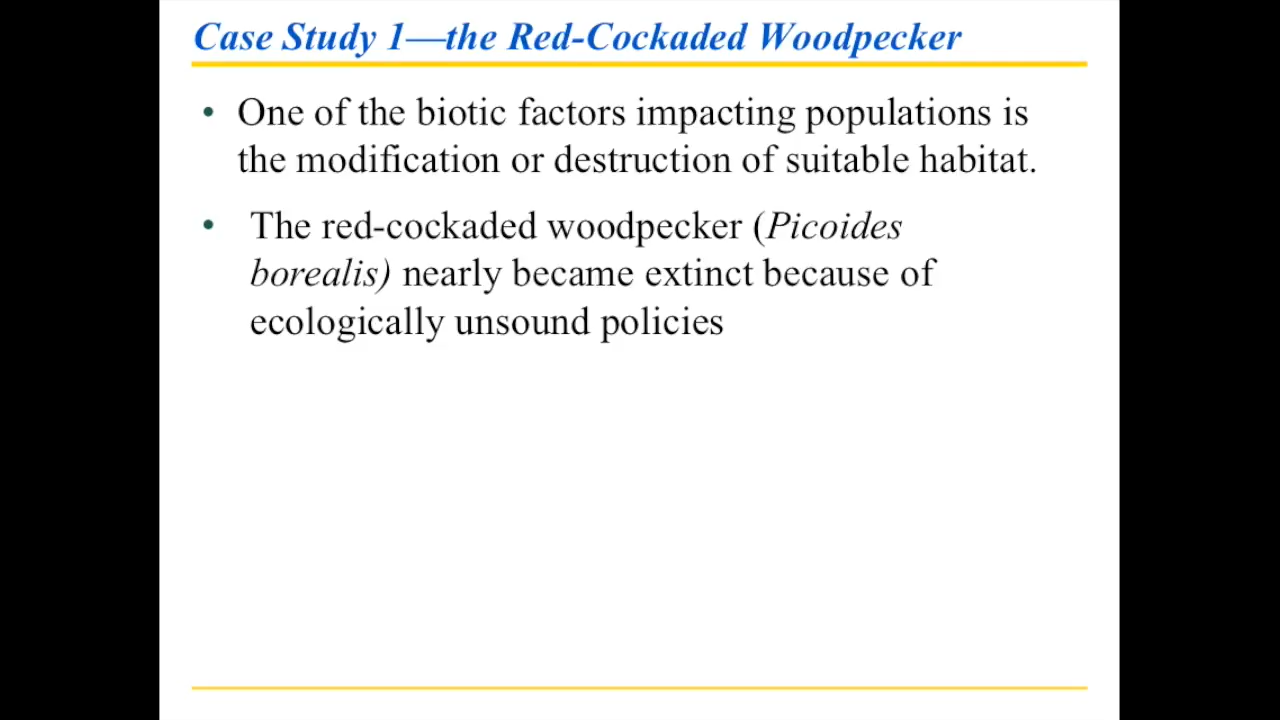 Case Study 1—the Red-Cockaded Woodpecker
• One of the biotic factors impacting populations is
the modification or destruction of suitable habitat.
• The red-cockaded woodpecker (Picoides
borealis) nearly became extinct because of
ecologically unsound policies